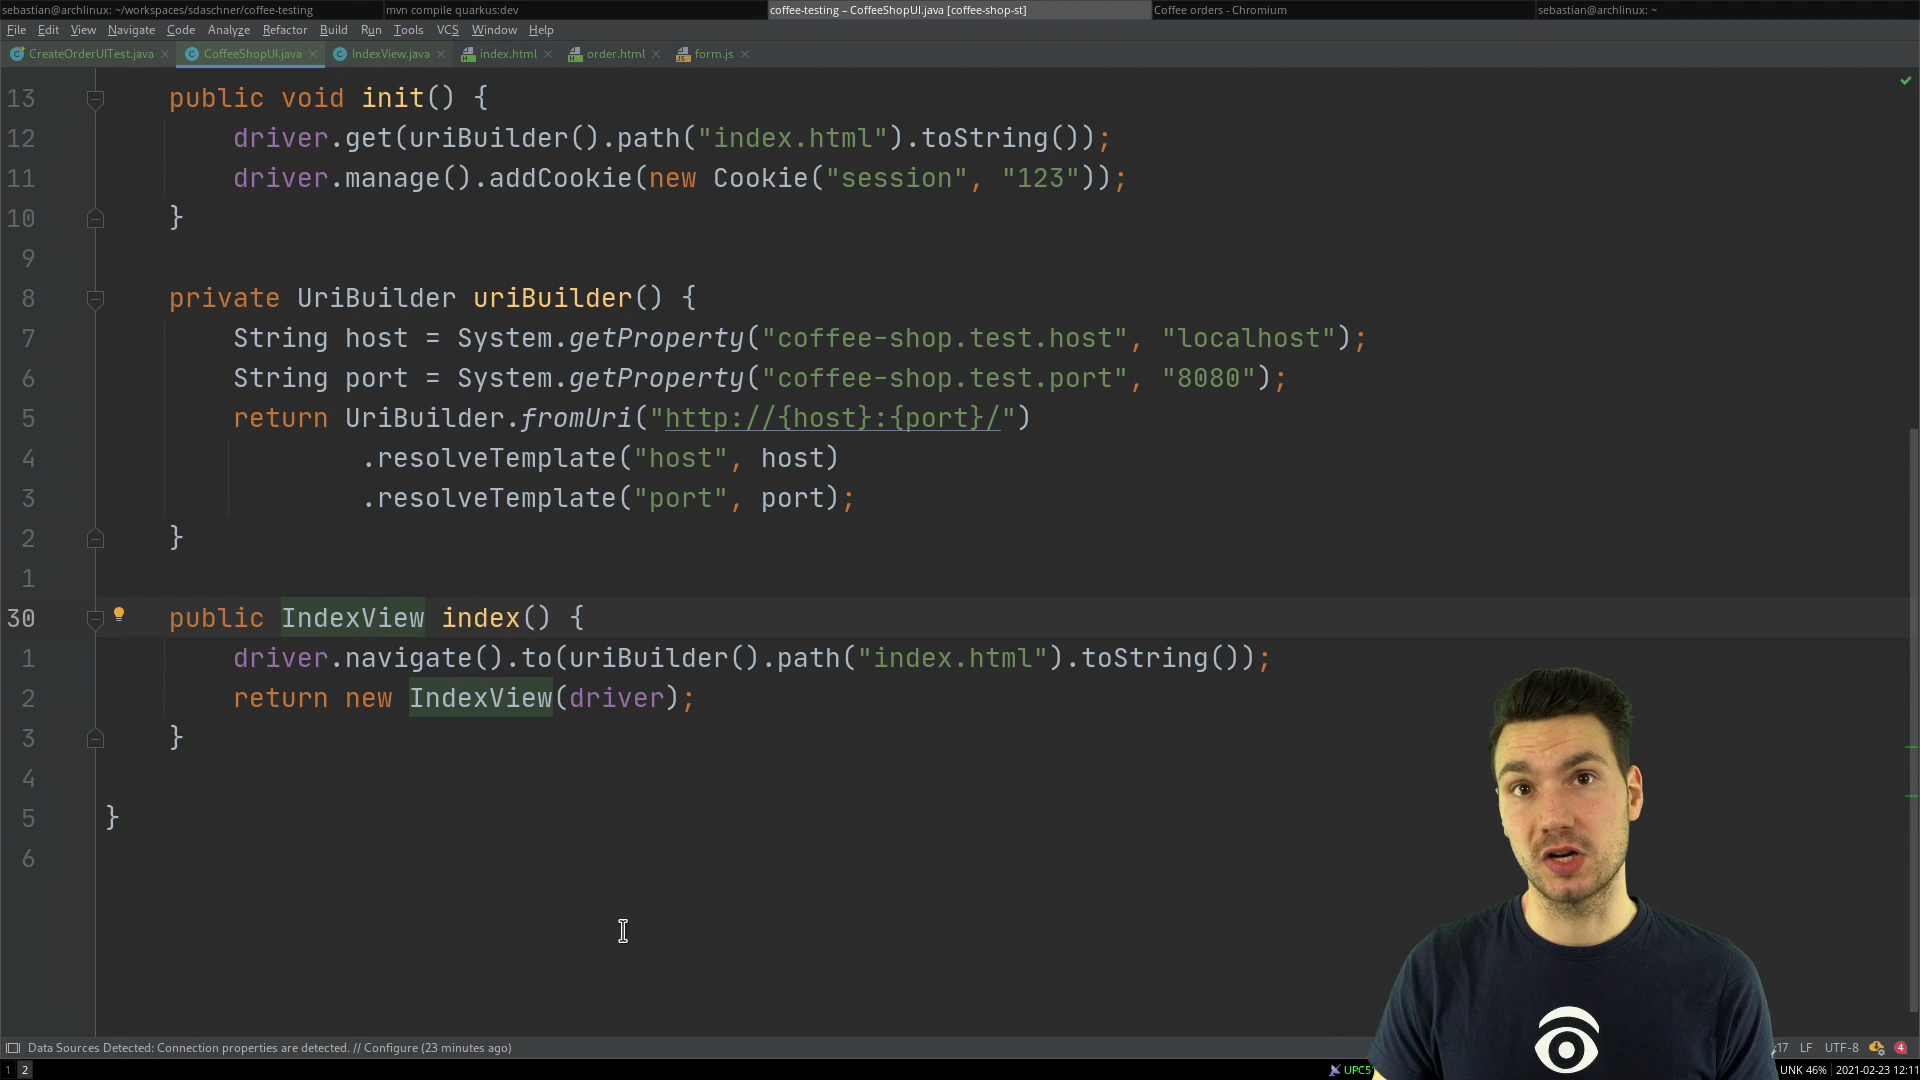 sebastian@archlinux: ~/workspaces/sdaschner/coffee-testing
mvn compile quarkus:dev
coffee-testing – CoffeeShopUI.java [coffee-shop-st]
Coffee orders - Chromium
sebastian@archlinux: ~
File Edit View Navigate Code Analyze Refactor Build Run Tools VCS Window Help
CreateOrderUITest.java CoffeeShopUI.java IndexView.java index.html order.html form.js
13 public void init() {
12 driver.get(uriBuilder().path("index.html").toString());
11 driver.manage().addCookie(new Cookie("session", "123"));
10 }
9
8 private UriBuilder uriBuilder() {
7 String host = System.getProperty("coffee-shop.test.host", "localhost");
6 String port = System.getProperty("coffee-shop.test.port", "8080");
5 return UriBuilder.fromUri("http://{host}:{port}/")
4 .resolveTemplate("host", host)
3 .resolveTemplate("port", port);
2 }
1
30 public IndexView index() {
1 driver.navigate().to(uriBuilder().path("index.html").toString());
2 return new IndexView(driver);
3 }
4
5 }
6
Data Sources Detected: Connection properties are detected. // Configure (23 minutes ago)
:17 LF UTF-8 4
1 2
UPC51 UNK 46% 2021-02-23 12:11